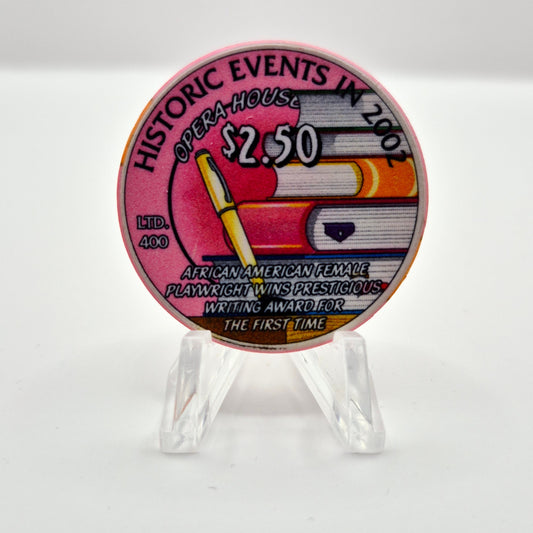 HISTORIC EVENTS IN 2002
OPERA HOUSE
$2.50
LTD.
400
AFRICAN AMERICAN FEMALE
PLAYWRIGHT WINS PRESTIGIOUS
WRITING AWARD FOR
THE FIRST TIME